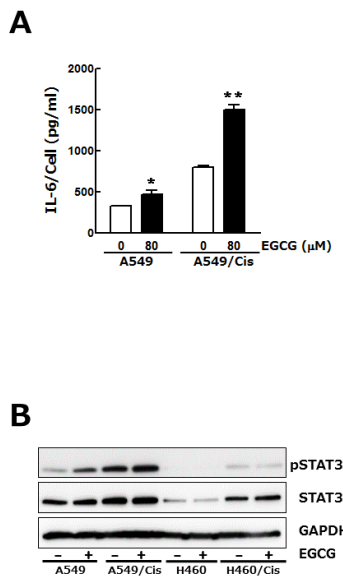 A
IL-6/Cell (pg/ml)
2000
1500
1000
500
0
*
**
0 80 0 80 EGCG (μM)
A549 A549/Cis
B
pSTAT3
STAT3
GAPDH
– + – + – + – + EGCG
A549 A549/Cis H460 H460/Cis